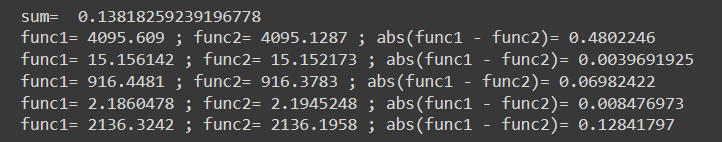 sum=  0.13818259239196778
func1= 4095.609 ; func2= 4095.1287 ; abs(func1 - func2)= 0.4802246
func1= 15.156142 ; func2= 15.152173 ; abs(func1 - func2)= 0.0039691925
func1= 916.4481 ; func2= 916.3783 ; abs(func1 - func2)= 0.06982422
func1= 2.1860478 ; func2= 2.1945248 ; abs(func1 - func2)= 0.008476973
func1= 2136.3242 ; func2= 2136.1958 ; abs(func1 - func2)= 0.12841797